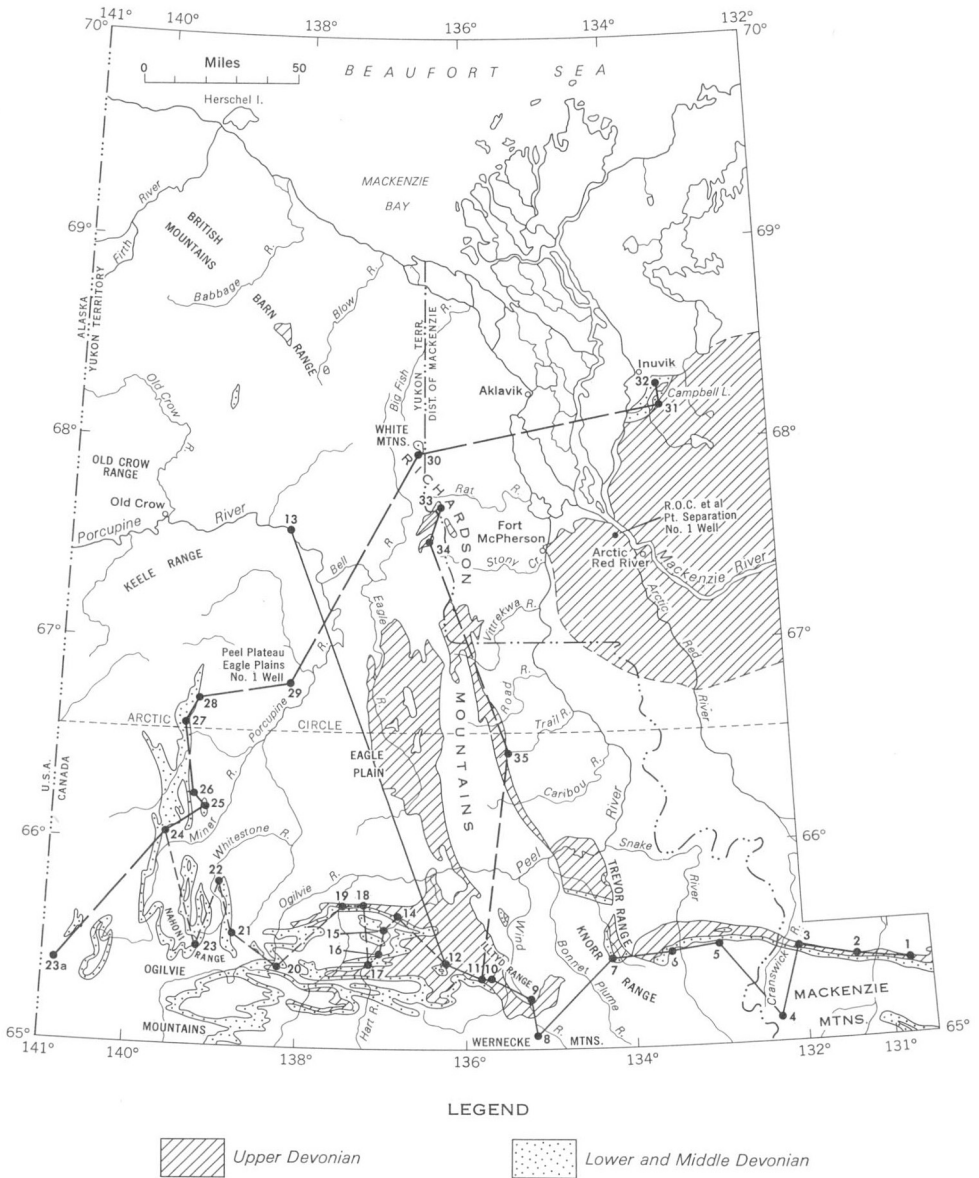 141° 140° 138° 136° 134° 132°
70° 70°
Miles
0 50
BEAUFORT SEA
Herschel I.
MACKENZIE
BAY
River
Firth
69° 69°
BRITISH
MOUNTAINS
Babbage R.
BARN
RANGE
Blow R.
ALASKA
YUKON TERRITORY
YUKON TERR.
DIST. OF MACKENZIE
R.
Big Fish
Inuvik
32
Campbell L.
31
Aklavik
Old Crow
R.
68° 68°
WHITE
MTNS.
30
OLD CROW
RANGE
Old Crow
Porcupine River
13
33
Rat R.
34
RICHARDSON
MOUNTAINS
Fort
McPherson
Stony Cr.
R.O.C. et al
Pt. Separation
No. 1 Well
Arctic
Red River
Mackenzie River
KEELE RANGE
Bell R.
Eagle
R.
67° 67°
Vittrekwa R.
Arctic
Red
River
Peel Plateau
Eagle Plains
No. 1 Well
R.
29
28
27
Porcupine
R.
Road
R.
Trail R.
ARCTIC CIRCLE
EAGLE
PLAIN
35
U.S.A.
CANADA
26
25
Caribou R.
24
Miner
R.
66° 66°
Whitestone
R.
River
Snake
River
Peel
22
Ogilvie R.
19 18
14
TREVOR RANGE
NAHONI
RANGE
23
21
15
16
17
20
23a
OGILVIE
MOUNTAINS
Hart R.
12
11 10
9
8
ILLTYD RANGE
Wind
R.
Bonnet
Plume
R.
KNORR
RANGE
7
6
5
3
2
1
4
Cranswick R.
MACKENZIE
MTNS.
WERNECKE MTNS.
65° 65°
141° 140° 138° 136° 134° 132° 131°
LEGEND
Upper Devonian
Lower and Middle Devonian